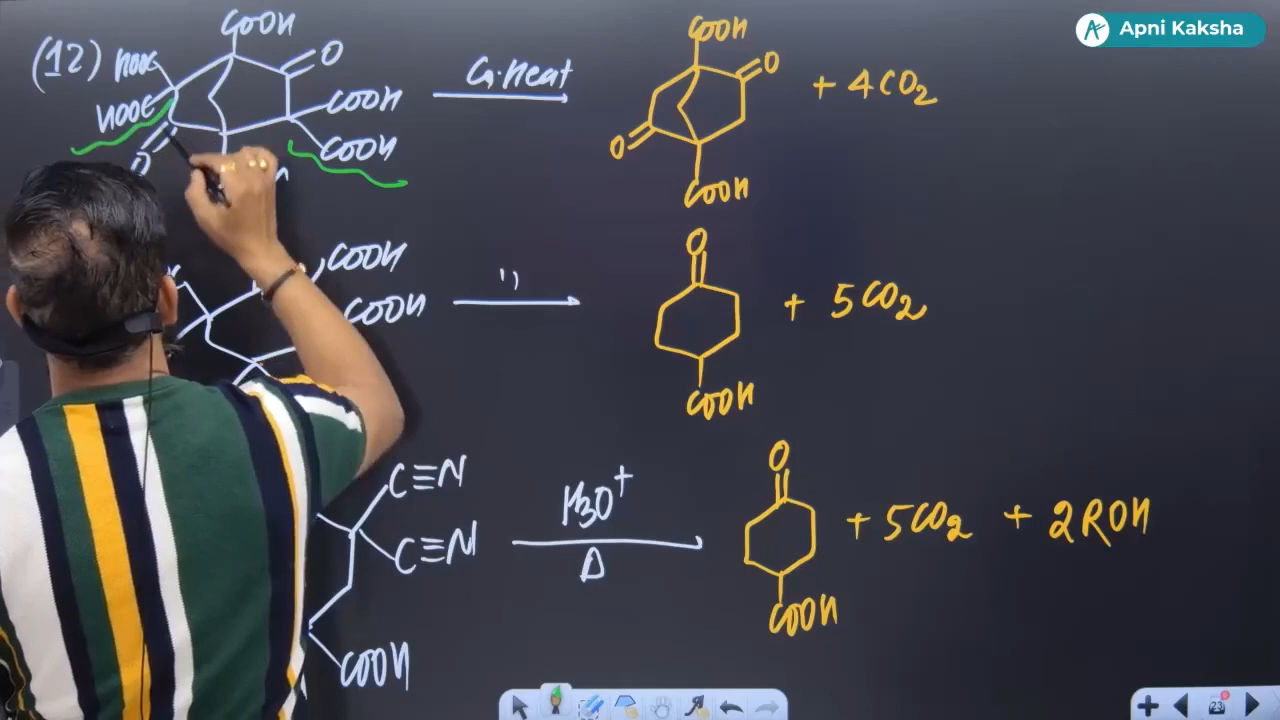 Apni Kaksha
(12) HOOC COOH O
HOOC COOH
O COOH
G. Heat
COOH
O
O
COOH
+ 4CO₂
COOH
COOH
,,
O
COOH
+ 5CO₂
C≡N
C≡N
COOH
H3O⁺
Δ
O
COOH
+ 5CO₂ + 2ROH
23